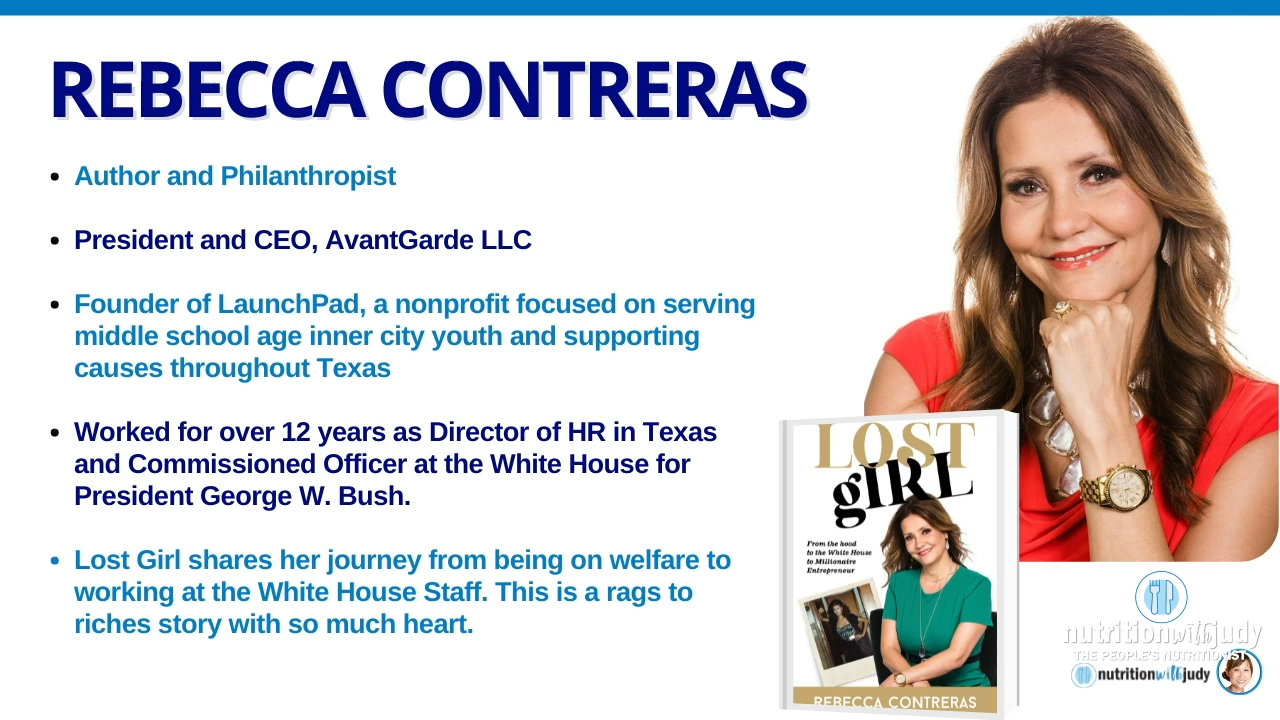 REBECCA CONTRERAS
• Author and Philanthropist
• President and CEO, AvantGarde LLC
• Founder of LaunchPad, a nonprofit focused on serving
middle school age inner city youth and supporting
causes throughout Texas
• Worked for over 12 years as Director of HR in Texas
and Commissioned Officer at the White House for
President George W. Bush.
• Lost Girl shares her journey from being on welfare to
working at the White House Staff. This is a rags to
riches story with so much heart.
LOST
gIRL
From the hood
to the White House
to Millionaire
Entrepreneur
REBECCA CONTRERAS
nutritionwithjudy
THE PEOPLE'S NUTRITIONIST
nutritionwithjudy